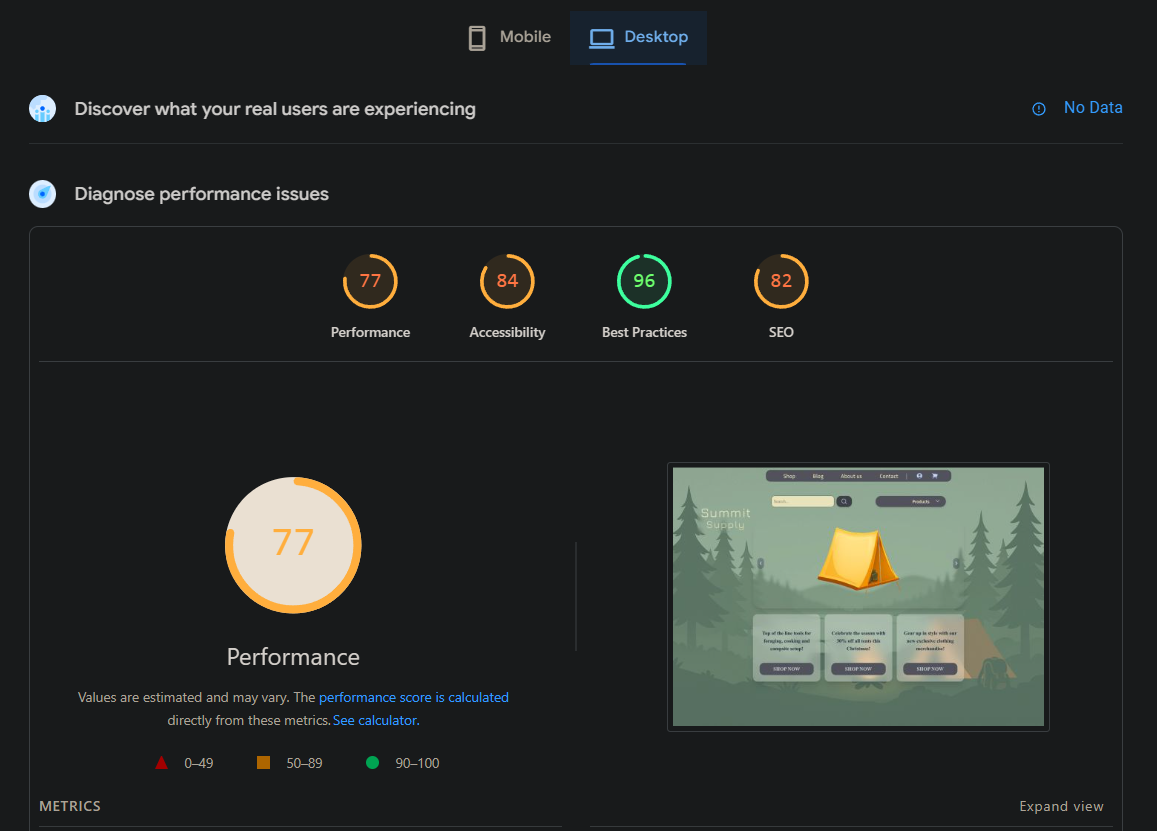 Mobile
Desktop
Discover what your real users are experiencing
No Data
Diagnose performance issues
77
84
96
82
Performance
Accessibility
Best Practices
SEO
77
Performance
Values are estimated and may vary. The performance score is calculated
directly from these metrics. See calculator.
0–49
50–89
90–100
Shop
Blog
About us
Contact
Search...
Products
Summit
Supply
Top of the line tools for
foraging, cooking and
campsite setup!
SHOP NOW
Celebrate the season with
30% off all tents this
Christmas!
SHOP NOW
Gear up in style with our
new exclusive clothing
merchandise!
SHOP NOW
METRICS
Expand view